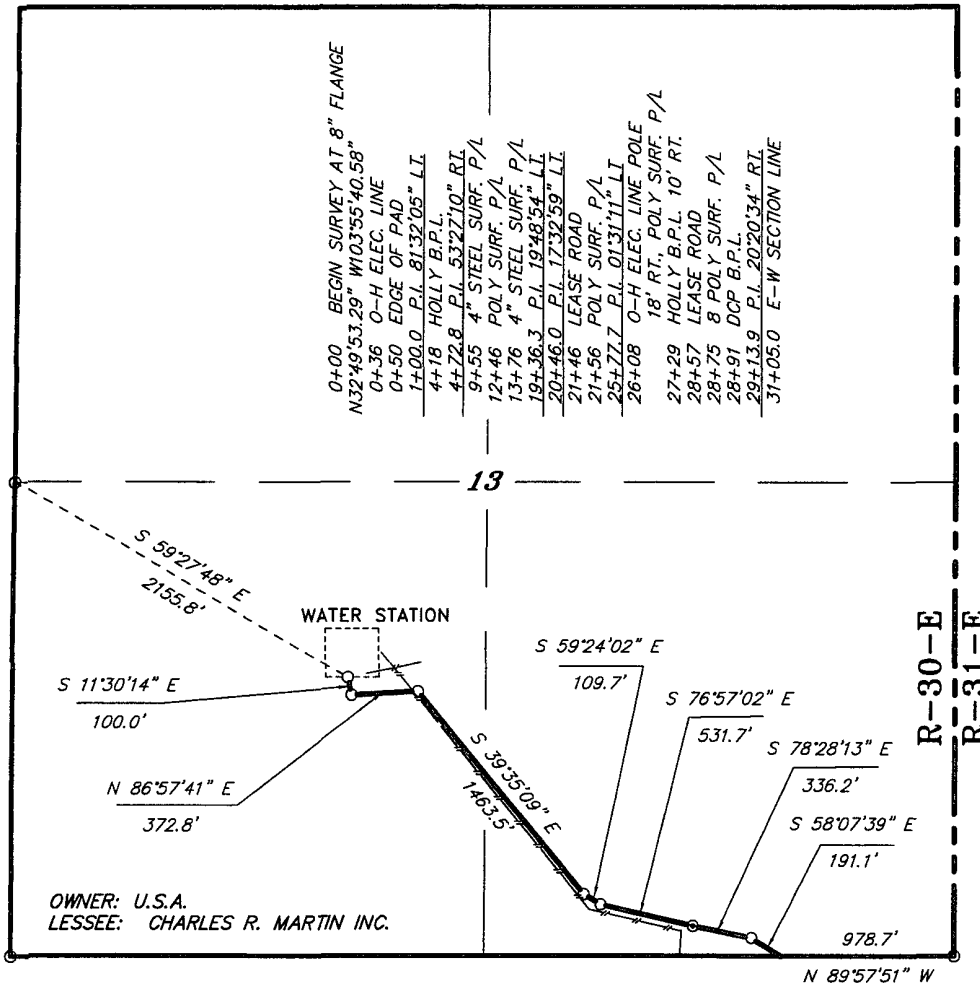 0+00 BEGIN SURVEY AT 8" FLANGE
N32°49'53.29" W103°55'40.58"
0+36 O-H ELEC. LINE
0+50 EDGE OF PAD
1+00.0 P.I. 81°32'05" LT.
4+18 HOLLY B.P.L.
4+72.8 P.I. 53°27'10" RT.
9+55 4" STEEL SURF. P/L
12+46 POLY SURF. P/L
13+76 4" STEEL SURF. P/L
19+36.3 P.I. 19°48'54" LT.
20+46.0 P.I. 17°32'59" LT.
21+46 LEASE ROAD
21+56 POLY SURF. P/L
25+77.7 P.I. 01°31'11" LT
26+08 O-H ELEC. LINE POLE
18' RT., POLY SURF. P/L
27+29 HOLLY B.P.L. 10' RT.
28+57 LEASE ROAD
28+75 8 POLY SURF. P/L
28+91 DCP B.P.L.
29+13.9 P.I. 20°20'34" RT.
31+05.0 E-W SECTION LINE
13
S 59°27'48" E
2155.8'
WATER STATION
S 11°30'14" E
100.0'
N 86°57'41" E
372.8'
S 39°35'09" E
1463.5'
S 59°24'02" E
109.7'
S 76°57'02" E
531.7'
S 78°28'13" E
336.2'
S 58°07'39" E
191.1'
R-30-E
R-31-E
OWNER: U.S.A.
LESSEE: CHARLES R. MARTIN INC.
978.7'
N 89°57'51" W